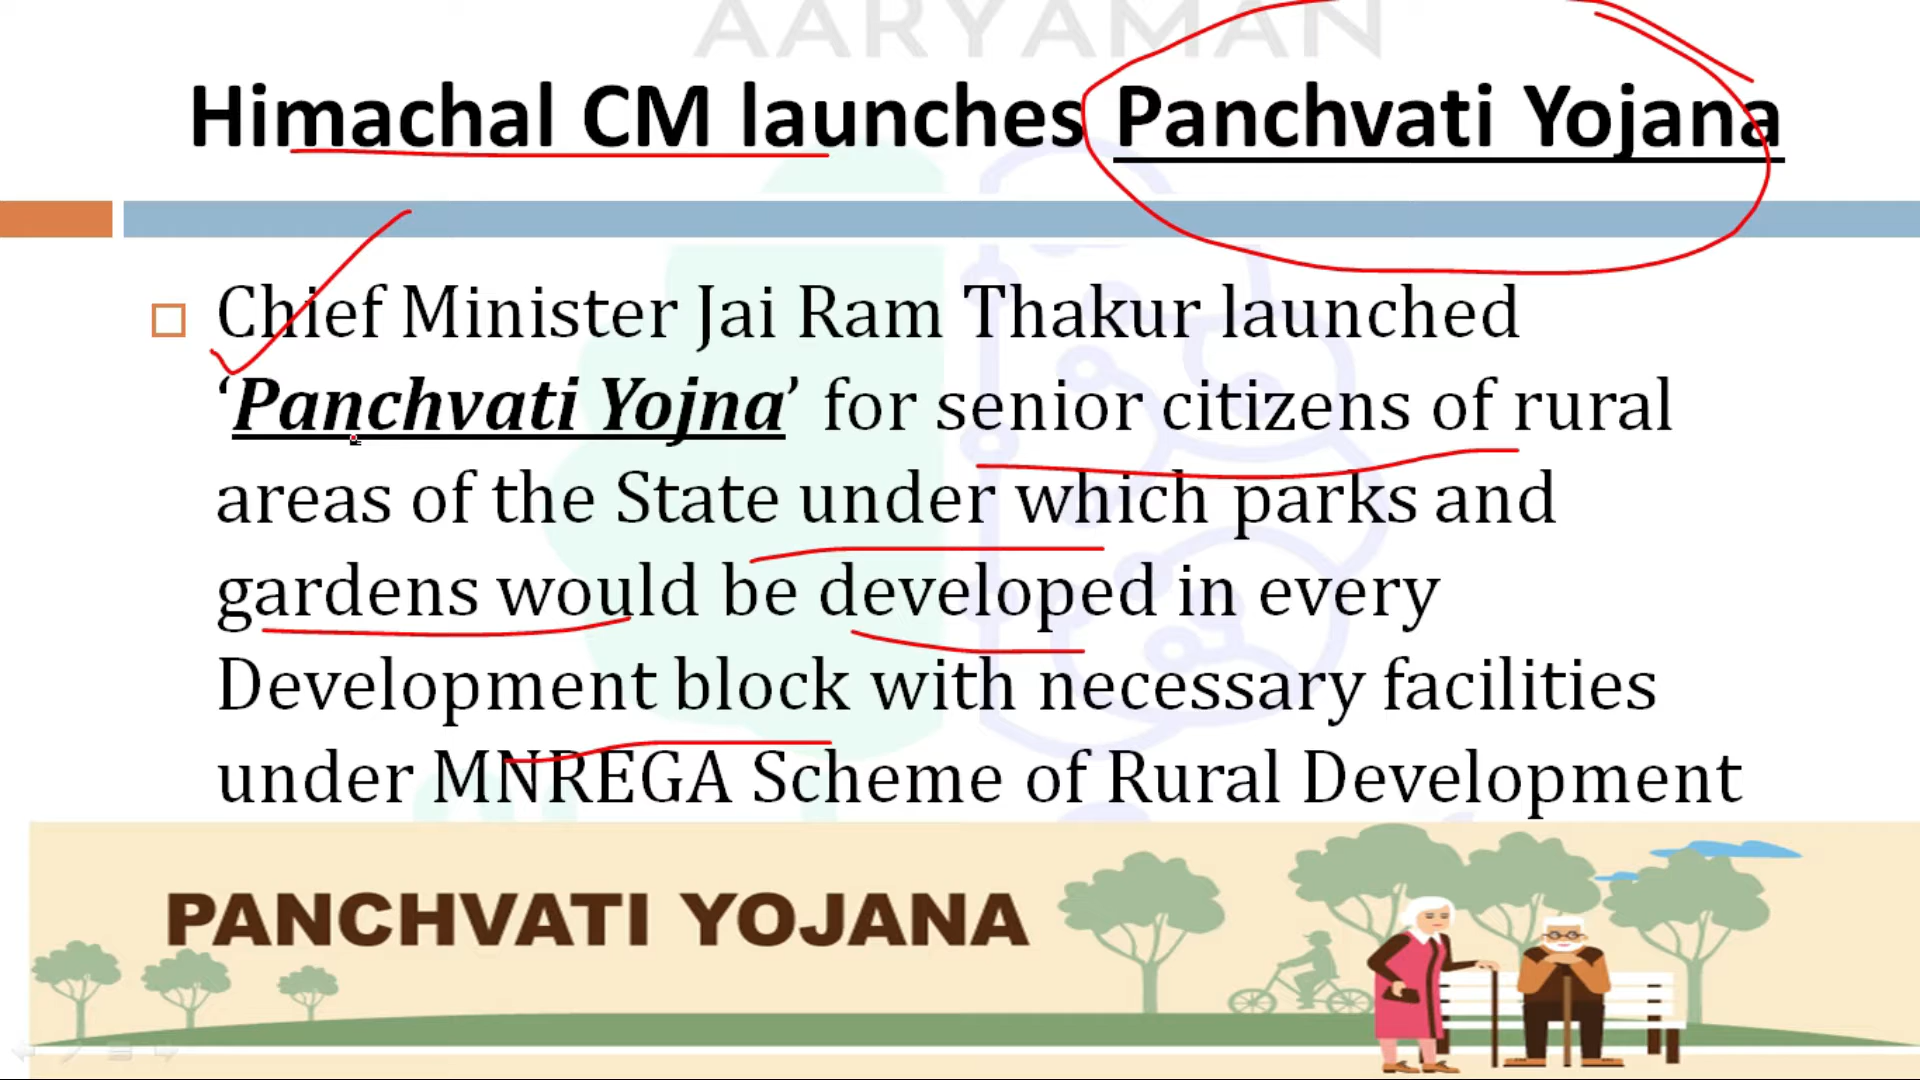 AARYAMAN
Himachal CM launches Panchvati Yojana
Chief Minister Jai Ram Thakur launched
‘Panchvati Yojna’ for senior citizens of rural
areas of the State under which parks and
gardens would be developed in every
Development block with necessary facilities
under MNREGA Scheme of Rural Development
PANCHVATI YOJANA